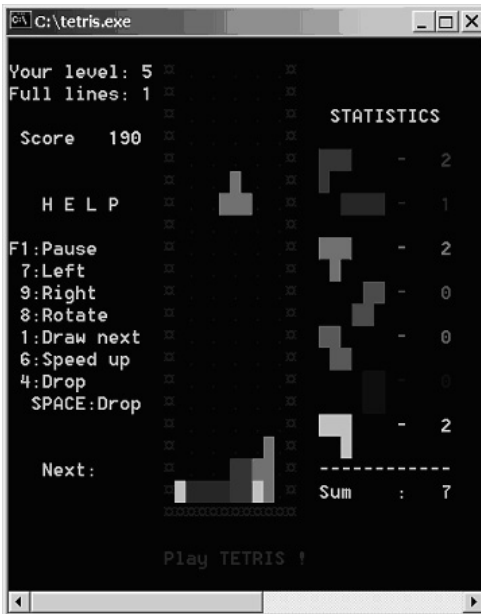 C:\tetris.exe
Your level: 5
Full lines: 1
Score 190
H E L P
F1:Pause
7:Left
9:Right
8:Rotate
1:Draw next
6:Speed up
4:Drop
SPACE:Drop
Next:
STATISTICS
- 2
- 1
- 2
- 0
- 0
- 0
- 2
-------------
Sum : 7
Play TETRIS !